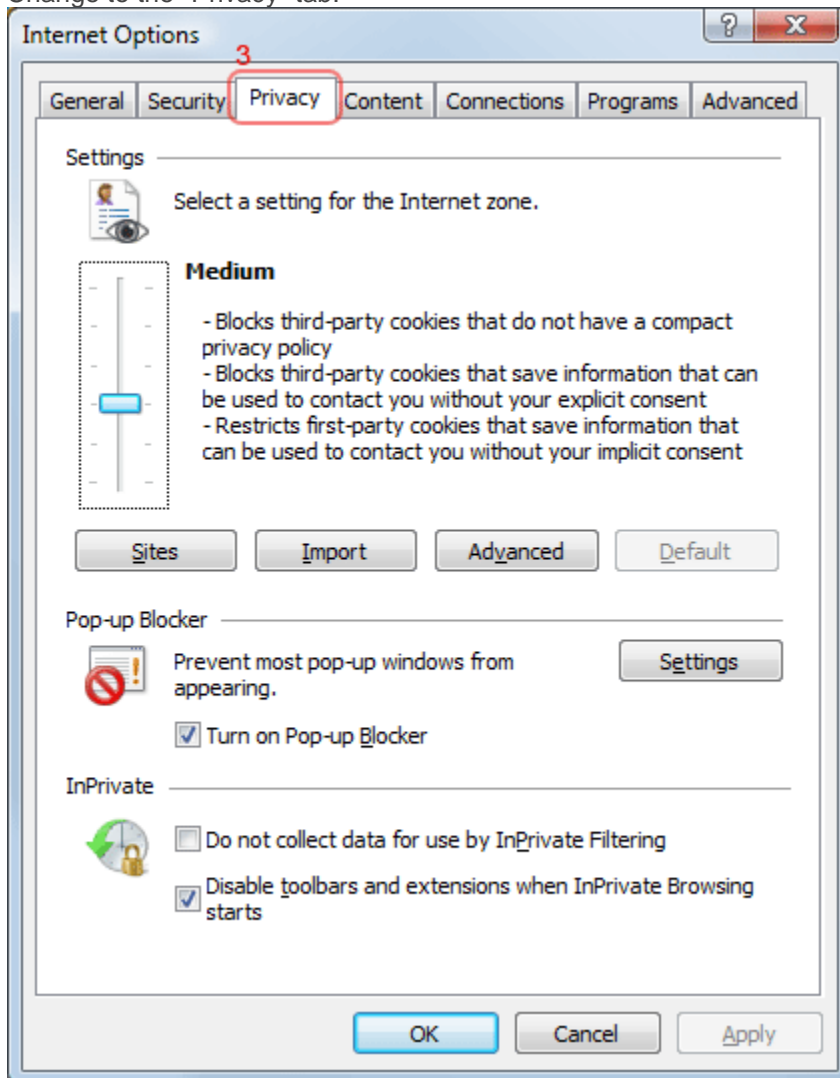 Change to the "Privacy" tab.
Internet Options
3
General Security Privacy Content Connections Programs Advanced
Settings
Select a setting for the Internet zone.
Medium
- Blocks third-party cookies that do not have a compact
privacy policy
- Blocks third-party cookies that save information that can
be used to contact you without your explicit consent
- Restricts first-party cookies that save information that
can be used to contact you without your implicit consent
Sites Import Advanced Default
Pop-up Blocker
Prevent most pop-up windows from
appearing.
Settings
Turn on Pop-up Blocker
InPrivate
Do not collect data for use by InPrivate Filtering
Disable toolbars and extensions when InPrivate Browsing
starts
OK Cancel Apply